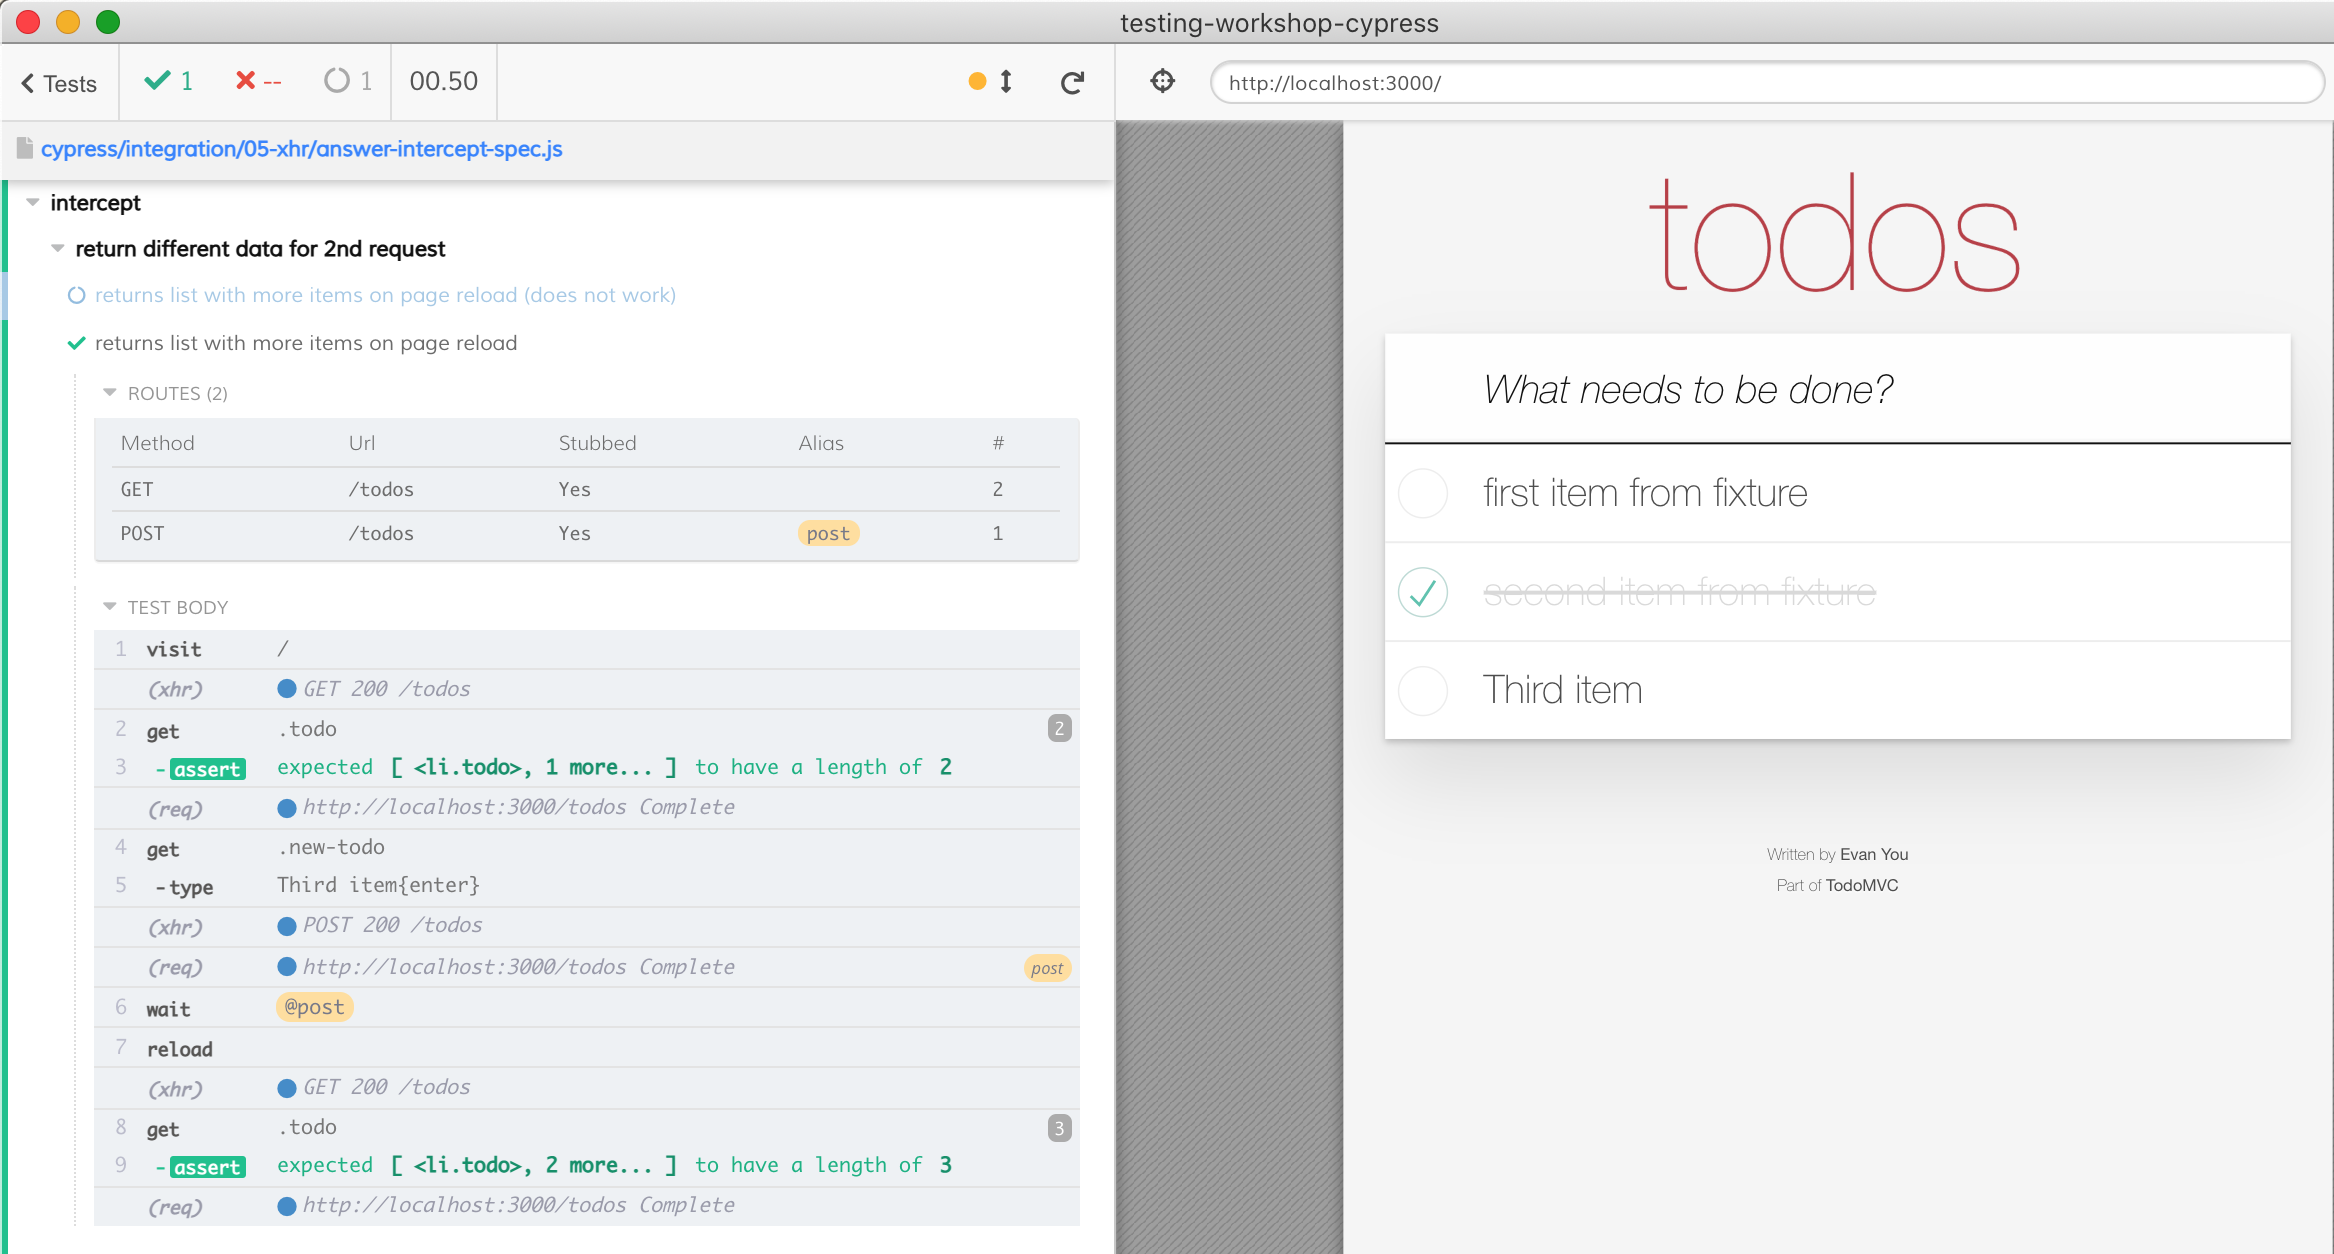 testing-workshop-cypress
Tests 1 -- 1 00.50
http://localhost:3000/
cypress/integration/05-xhr/answer-intercept-spec.js
intercept
return different data for 2nd request
returns list with more items on page reload (does not work)
returns list with more items on page reload
ROUTES (2)
Method Url Stubbed Alias #
GET /todos Yes 2
POST /todos Yes post 1
TEST BODY
1 visit /
(xhr) GET 200 /todos
2 get .todo 2
3 -assert expected [ <li.todo>, 1 more... ] to have a length of 2
(req) http://localhost:3000/todos Complete
4 get .new-todo
5 -type Third item{enter}
(xhr) POST 200 /todos
(req) http://localhost:3000/todos Complete post
6 wait @post
7 reload
(xhr) GET 200 /todos
8 get .todo 3
9 -assert expected [ <li.todo>, 2 more... ] to have a length of 3
(req) http://localhost:3000/todos Complete
todos
What needs to be done?
first item from fixture
second item from fixture
Third item
Written by Evan You
Part of TodoMVC